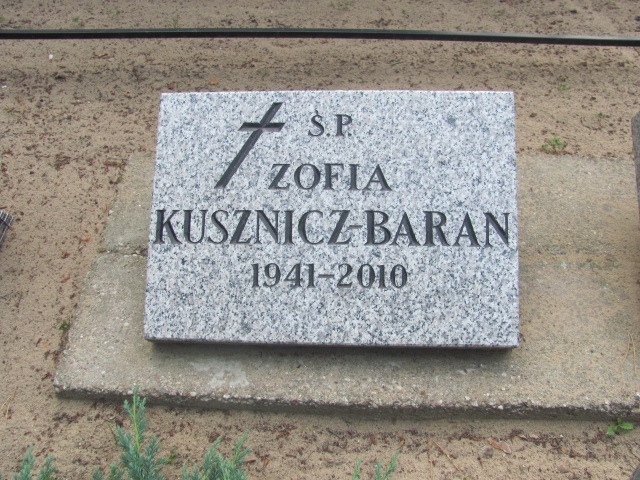 Ś.P.
ZOFIA
KUSZNICZ-BARAN
1941-2010